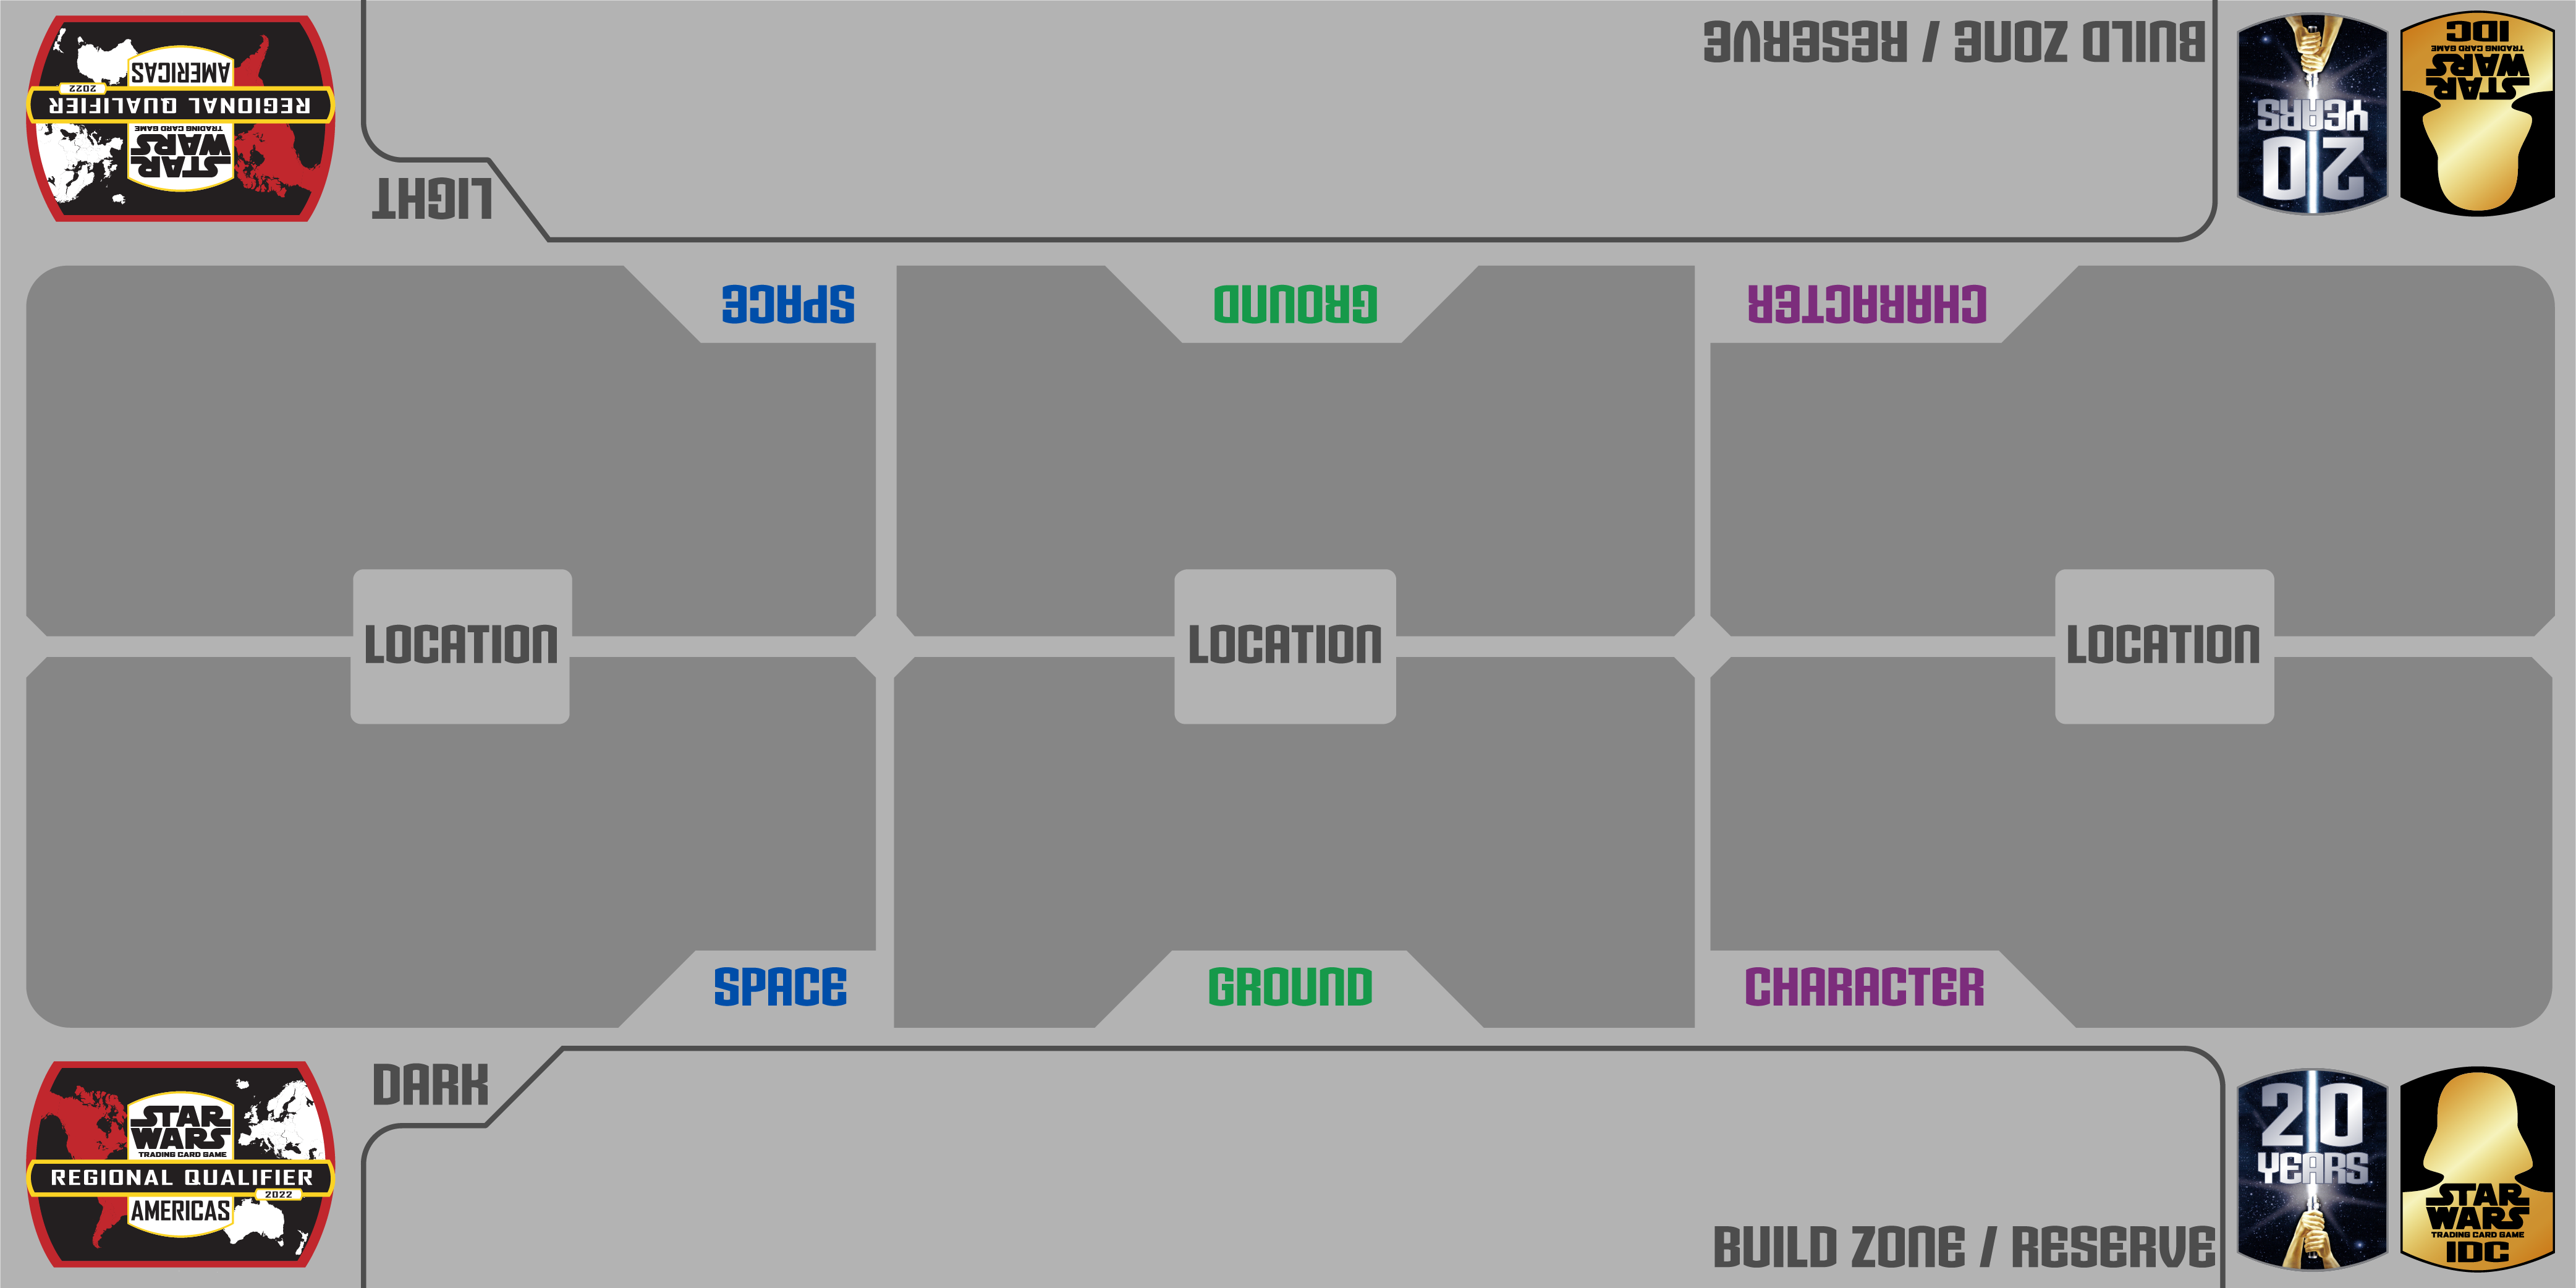 AMERICAS
2022
REGIONAL QUALIFIER
STAR
WARS
TRADING CARD GAME
LIGHT
BUILD ZONE / RESERVE
20
YEARS
STAR
WARS
TRADING CARD GAME
IDC
SPACE
GROUND
CHARACTER
LOCATION
LOCATION
LOCATION
SPACE
GROUND
CHARACTER
DARK
STAR
WARS
TRADING CARD GAME
REGIONAL QUALIFIER
2022
AMERICAS
BUILD ZONE / RESERVE
20
YEARS
STAR
WARS
TRADING CARD GAME
IDC